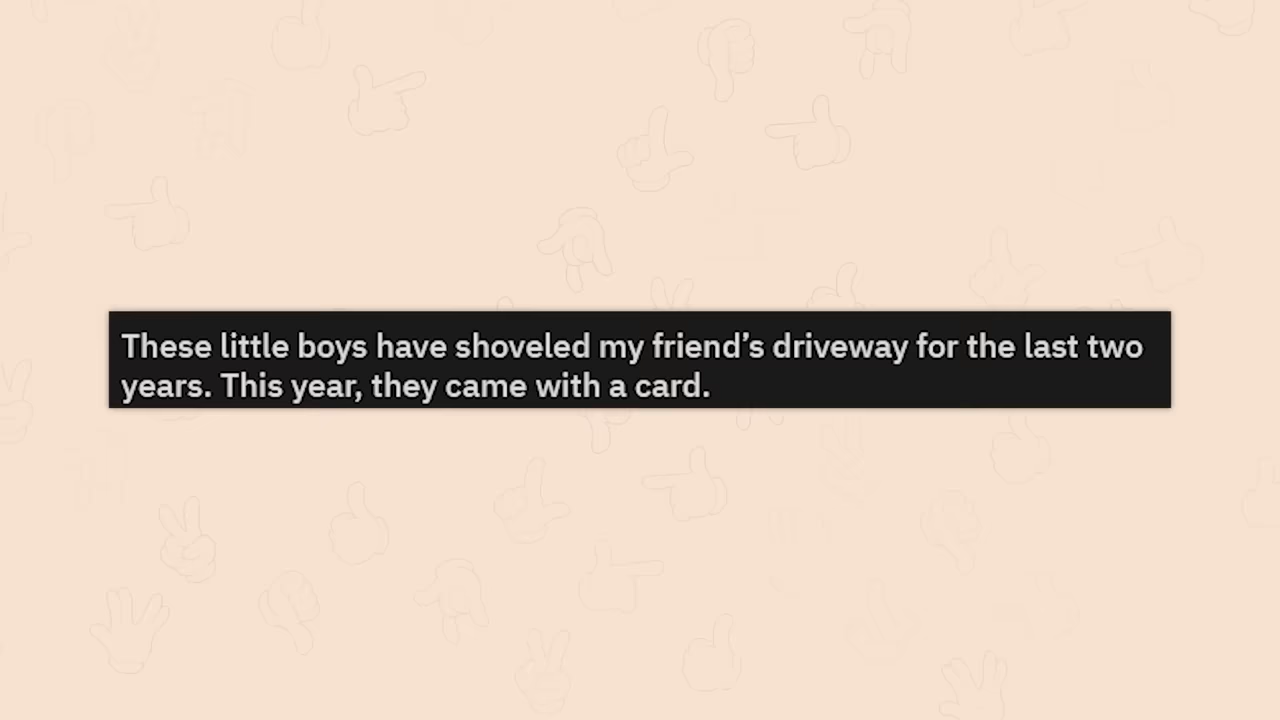 These little boys have shoveled my friend’s driveway for the last two
years. This year, they came with a card.